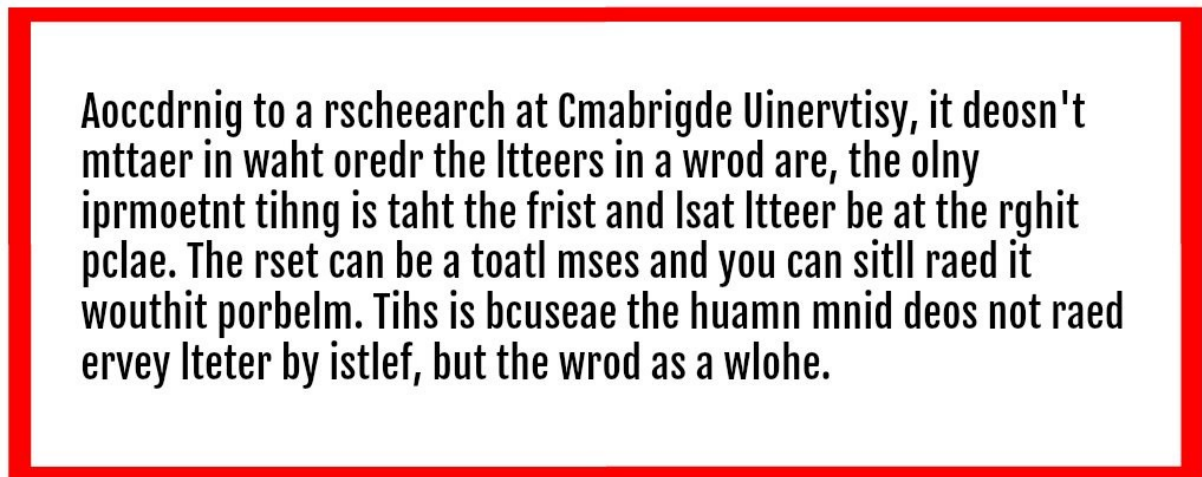 Aoccdrnig to a rscheearch at Cmabrigde Uinervtisy, it deosn't
mttaer in waht oredr the ltteers in a wrod are, the olny
iprmoetnt tihng is taht the frist and lsat ltteer be at the rghit
pclae. The rset can be a toatl mses and you can sitll raed it
wouthit porbelm. Tihs is bcuseae the huamn mnid deos not raed
ervey lteter by istlef, but the wrod as a wlohe.